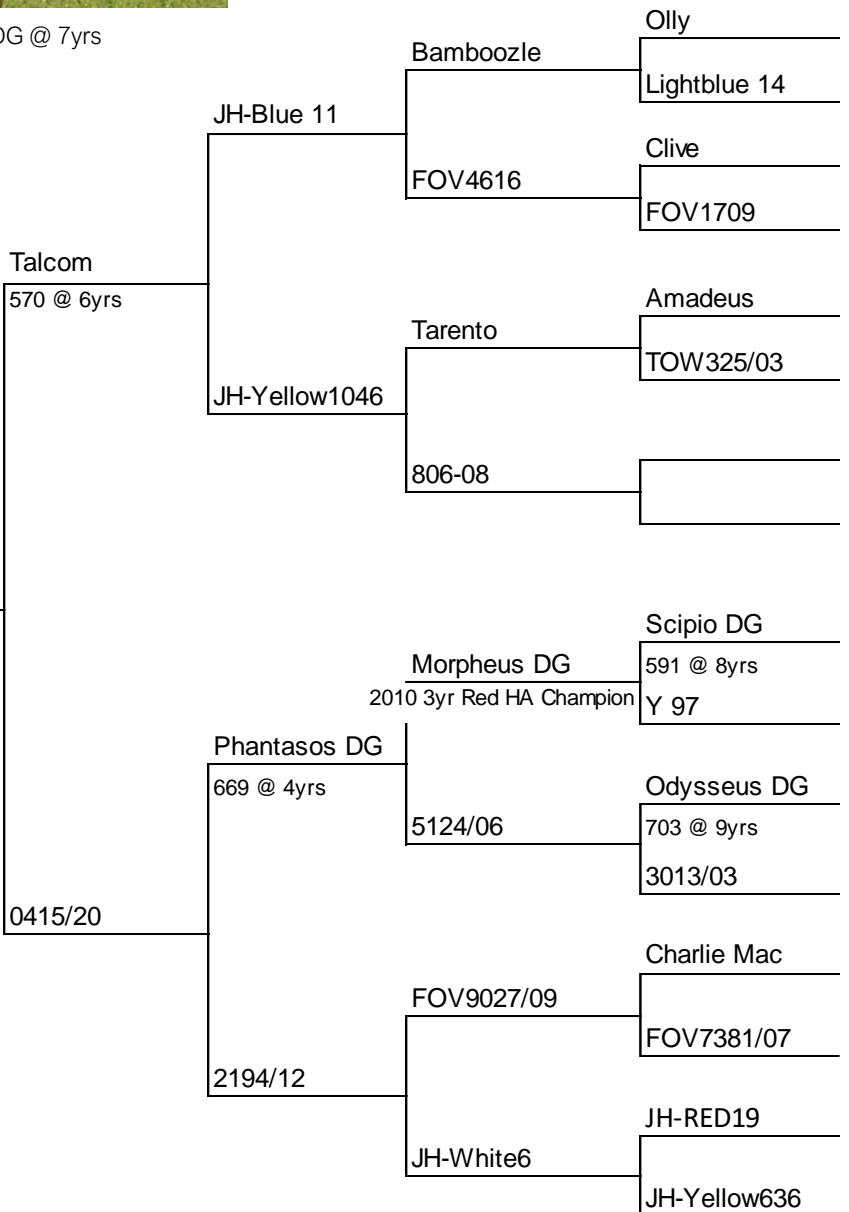 DG @ 7yrs
Olly
Bamboozle
Lightblue 14
JH-Blue 11
Clive
FOV4616
FOV1709
Talcom
570 @ 6yrs
Amadeus
Tarento
TOW325/03
JH-Yellow1046
806-08
Scipio DG
Morpheus DG
591 @ 8yrs
2010 3yr Red HA Champion
Y 97
Phantasos DG
669 @ 4yrs
Odysseus DG
5124/06
703 @ 9yrs
3013/03
0415/20
Charlie Mac
FOV9027/09
FOV7381/07
2194/12
JH-RED19
JH-White6
JH-Yellow636